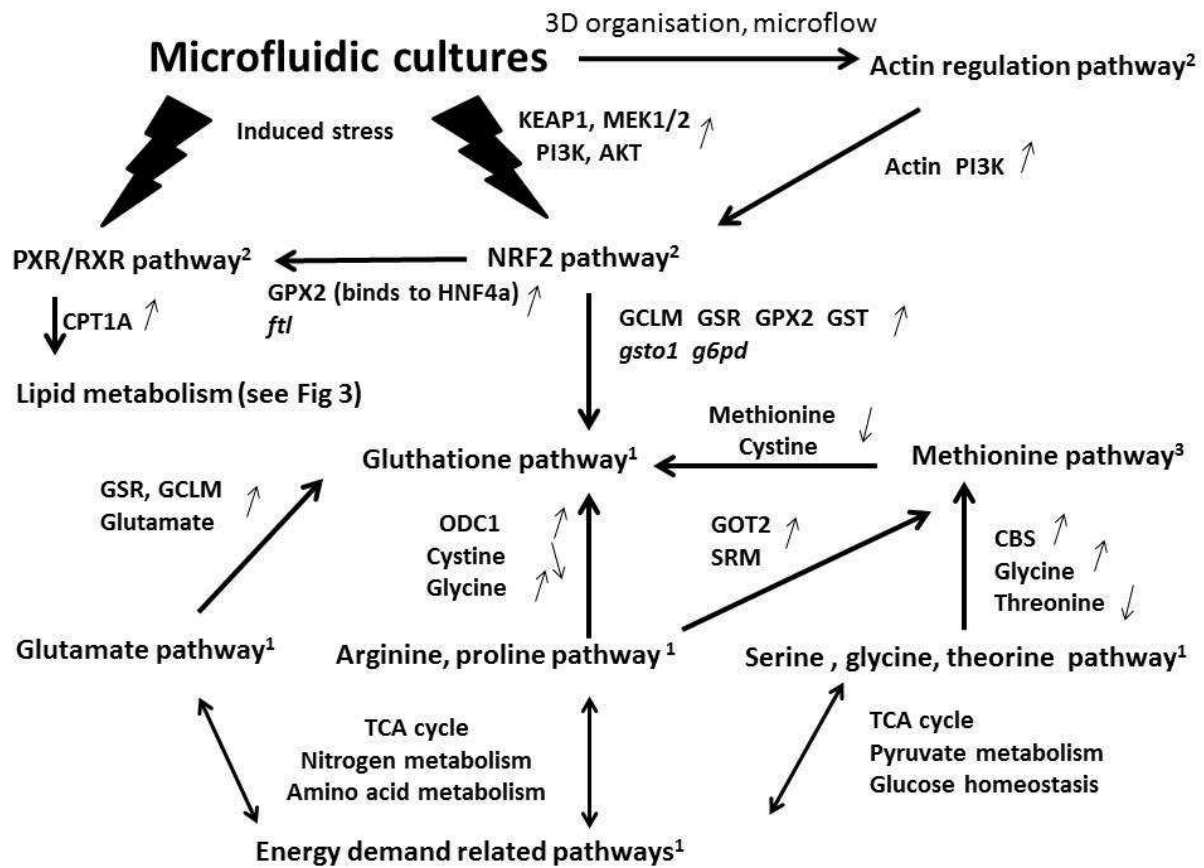 3D organisation, microflow
Microfluidic cultures
Actin regulation pathway²
Induced stress
KEAP1, MEK1/2
PI3K, AKT
Actin PI3K
PXR/RXR pathway²
NRF2 pathway²
GPX2 (binds to HNF4a)
ftl
CPT1A
GCLM GSR GPX2 GST
gsto1 g6pd
Lipid metabolism (see Fig 3)
Methionine
Cystine
Gluthatione pathway¹
Methionine pathway³
GSR, GCLM
Glutamate
ODC1
Cystine
Glycine
GOT2
SRM
CBS
Glycine
Threonine
Glutamate pathway¹
Arginine, proline pathway ¹
Serine , glycine, theorine pathway¹
TCA cycle
Nitrogen metabolism
Amino acid metabolism
TCA cycle
Pyruvate metabolism
Glucose homeostasis
Energy demand related pathways¹